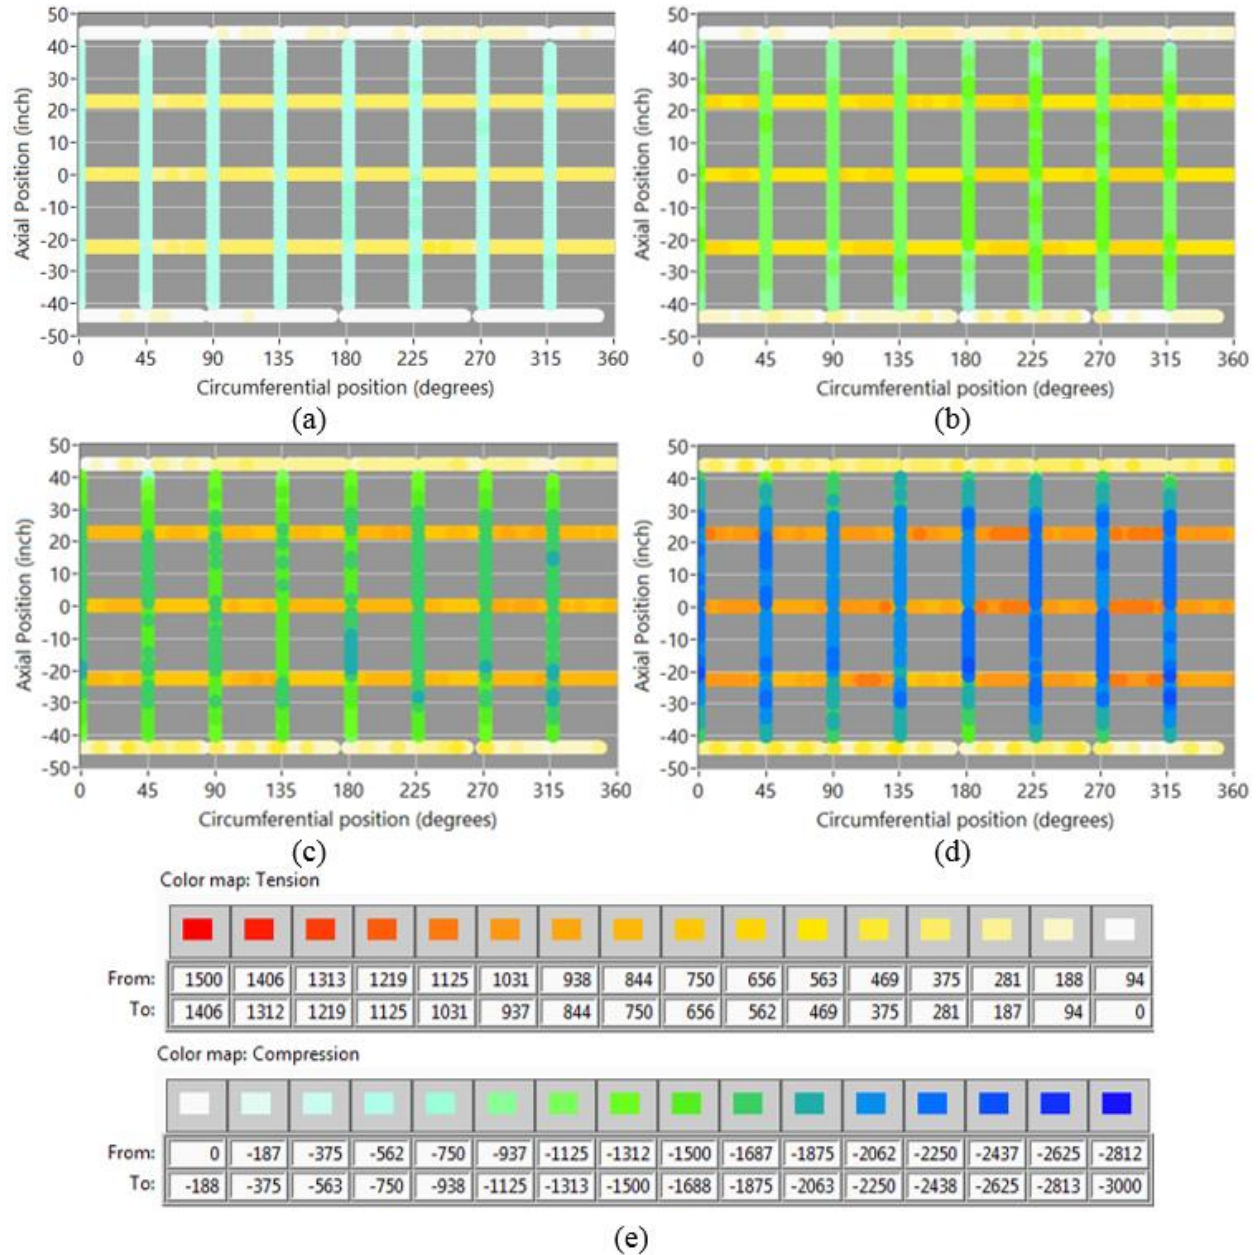 50
40
30
20
10
0
-10
-20
-30
-40
-50
Axial Position (inch)
0 45 90 135 180 225 270 315 360
Circumferential position (degrees)
(a)
50
40
30
20
10
0
-10
-20
-30
-40
-50
Axial Position (inch)
0 45 90 135 180 225 270 315 360
Circumferential position (degrees)
(b)
50
40
30
20
10
0
-10
-20
-30
-40
-50
Axial Position (inch)
0 45 90 135 180 225 270 315 360
Circumferential position (degrees)
(c)
50
40
30
20
10
0
-10
-20
-30
-40
-50
Axial Position (inch)
0 45 90 135 180 225 270 315 360
Circumferential position (degrees)
(d)
Color map: Tension
From: 1500 1406 1313 1219 1125 1031 938 844 750 656 563 469 375 281 188 94
To: 1406 1312 1219 1125 1031 937 844 750 656 562 469 375 281 187 94 0
Color map: Compression
From: 0 -187 -375 -562 -750 -937 -1125 -1312 -1500 -1687 -1875 -2062 -2250 -2437 -2625 -2812
To: -188 -375 -563 -750 -938 -1125 -1313 -1500 -1688 -1875 -2063 -2250 -2438 -2625 -2813 -3000
(e)